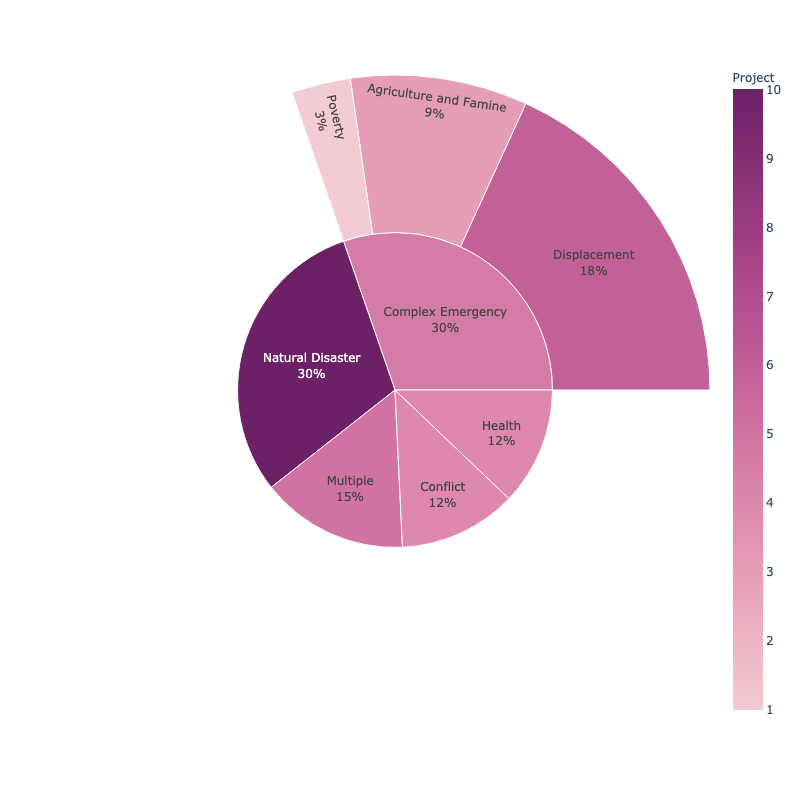 Project
Poverty
3%
Agriculture and Famine
9%
Displacement
18%
Complex Emergency
30%
Natural Disaster
30%
Health
12%
Multiple
15%
Conflict
12%
10
9
8
7
6
5
4
3
2
1